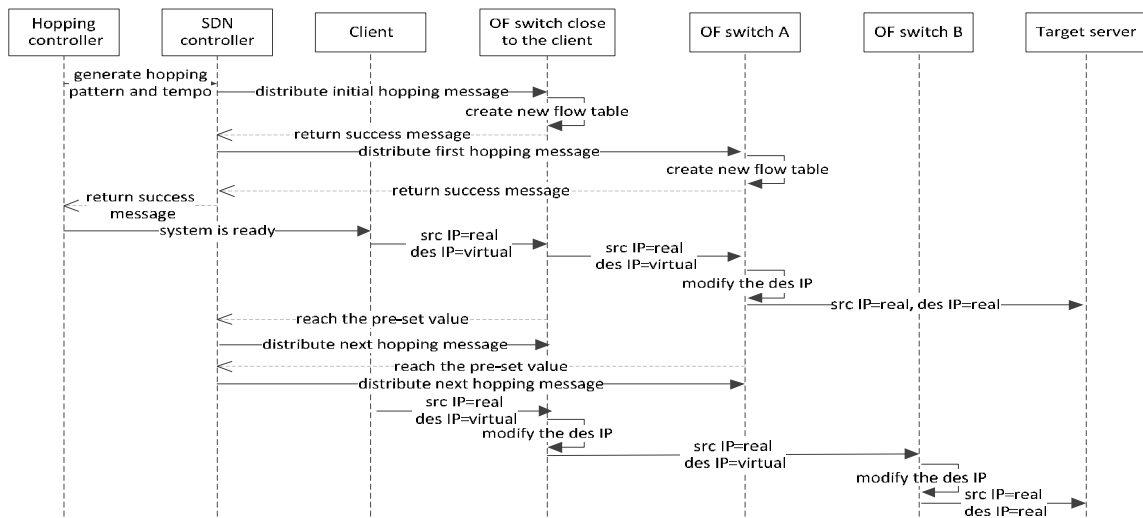 Hopping
controller
SDN
controller
Client
OF switch close
to the client
OF switch A
OF switch B
Target server
generate hopping
pattern and tempo
distribute initial hopping message
create new flow table
return success message
distribute first hopping message
create new flow table
return success message
return success
message
system is ready
src IP=real
des IP=virtual
src IP=real
des IP=virtual
modify the des IP
src IP=real, des IP=real
reach the pre-set value
distribute next hopping message
reach the pre-set value
distribute next hopping message
src IP=real
des IP=virtual
modify the des IP
src IP=real
des IP=virtual
modify the des IP
src IP=real
des IP=real